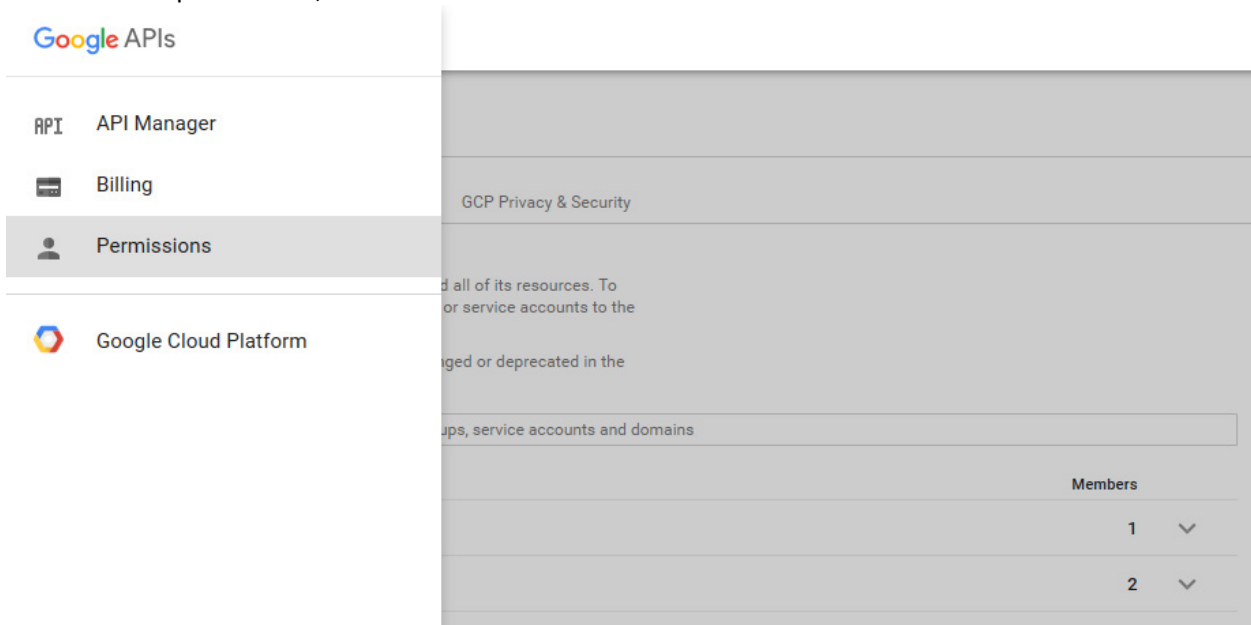 Google APIs
API API Manager
Billing
GCP Privacy & Security
Permissions
d all of its resources. To
or service accounts to the
Google Cloud Platform
nged or deprecated in the
ups, service accounts and domains
Members
1
2